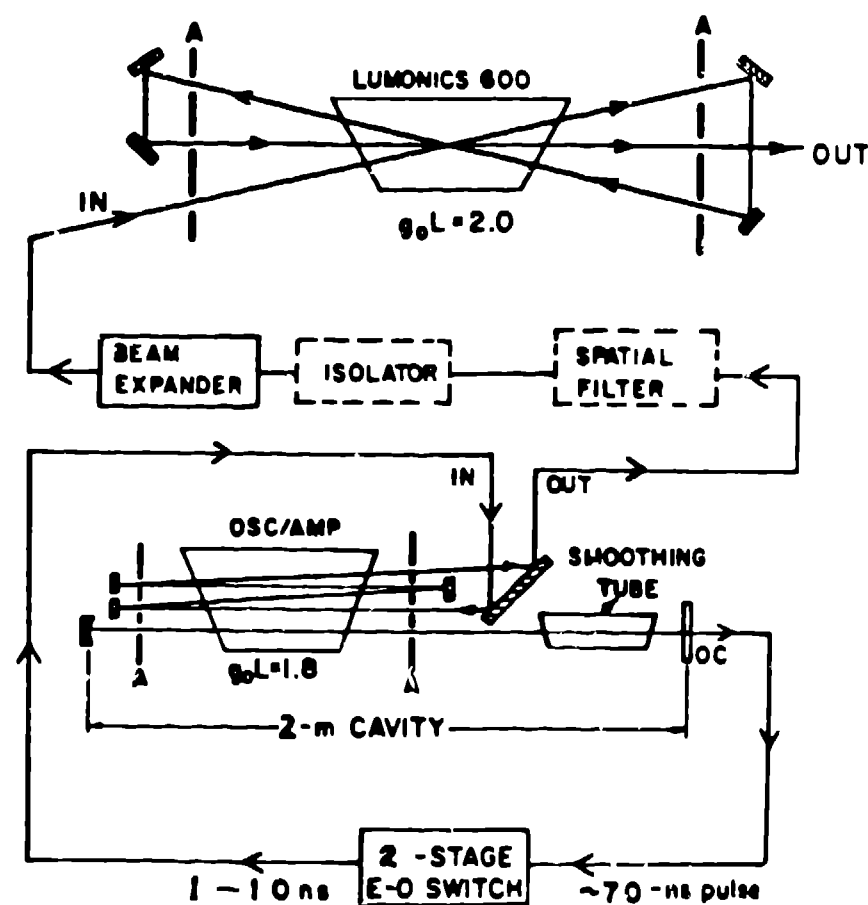 A
A
LUMONICS 600
OUT
IN
g₀L=2.0
BEAM
EXPANDER
ISOLATOR
SPATIAL
FILTER
IN
OUT
OSC/AMP
SMOOTHING
TUBE
OC
g₀L=1.8
A
A
2-m CAVITY
2 -STAGE
E-O SWITCH
1 - 10 ns
~70-ns pulse